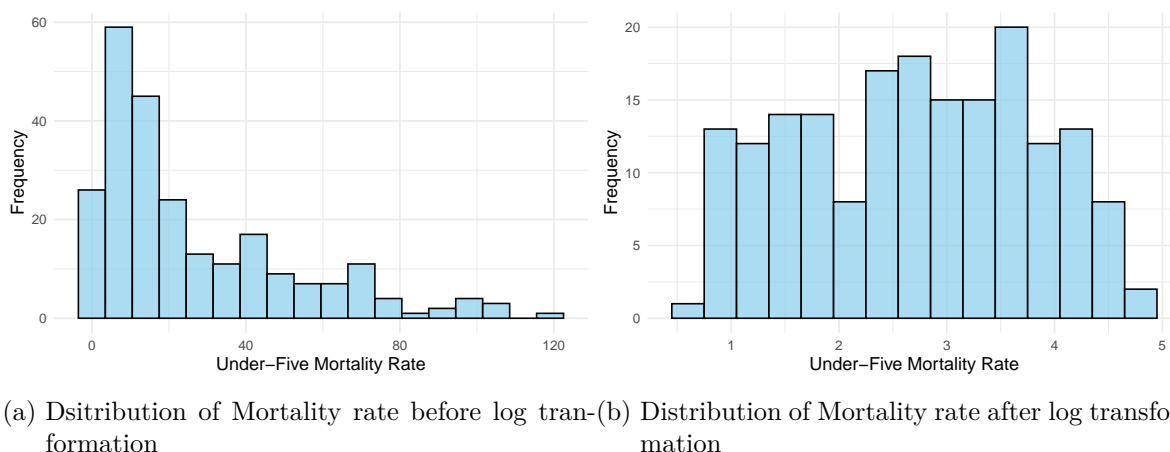 60
40
20
0
Frequency
0 40 80 120
Under−Five Mortality Rate
20
15
10
5
0
Frequency
1 2 3 4 5
Under−Five Mortality Rate
(a) Dsitribution of Mortality rate before log tran-
formation
(b) Distribution of Mortality rate after log transfo
mation